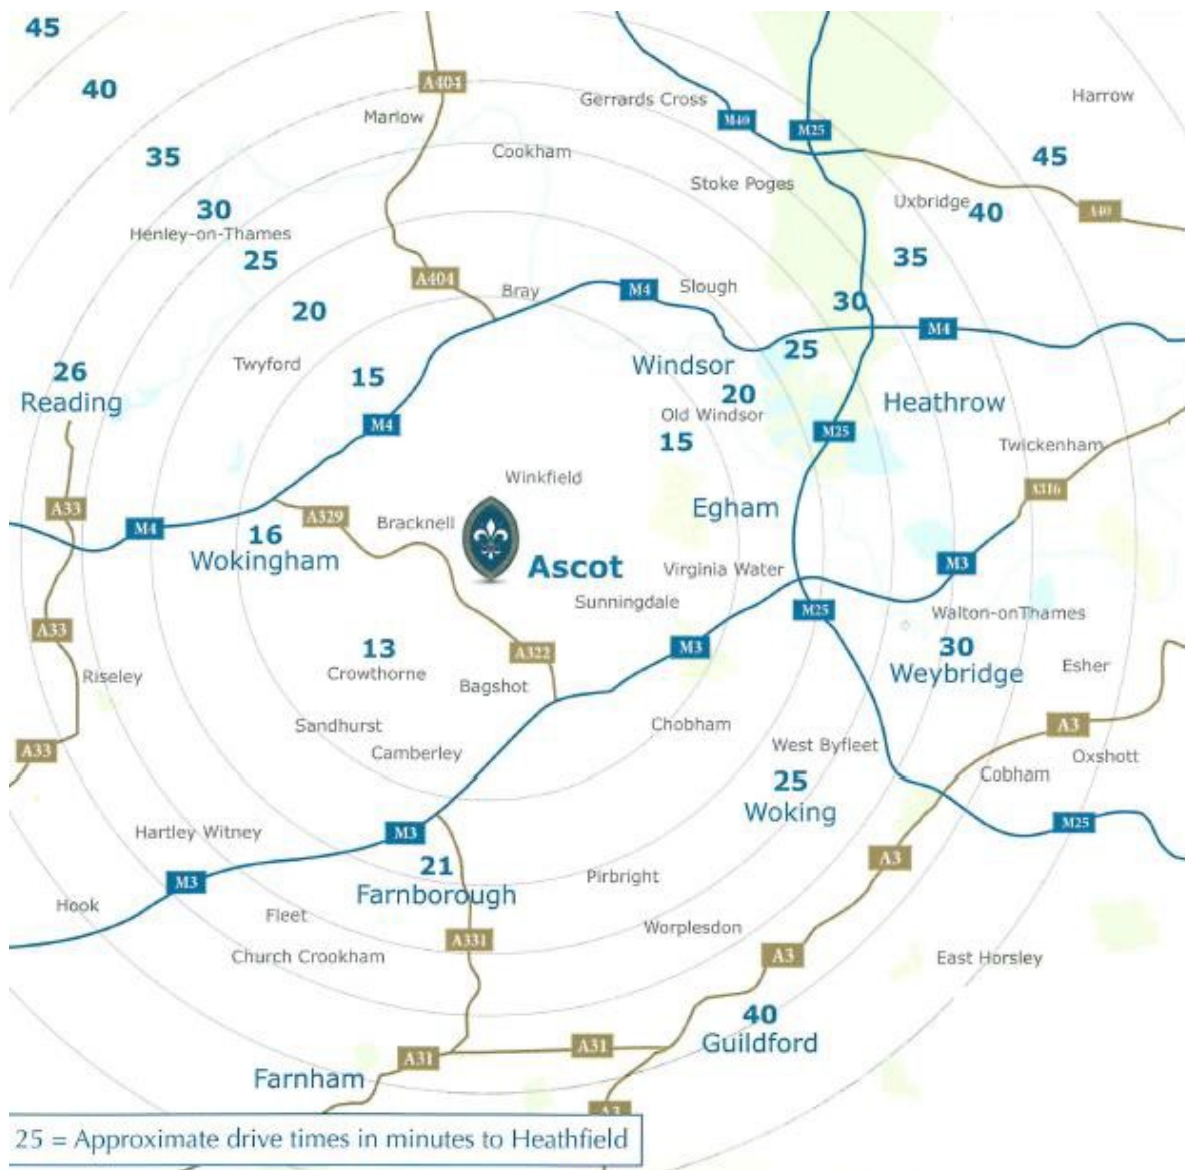 45
40
A404
Marlow
Gerrards Cross
M40
M25
Harrow
Cookham
35
45
Stoke Poges
30
Henley-on-Thames
Uxbridge
40
A40
25
35
A404
Bray
M4
Slough
20
30
M4
Twyford
15
25
Windsor
20
26
Reading
Heathrow
Old Windsor
M4
M25
15
Twickenham
Winkfield
A316
A33
M4
A329
Bracknell
Egham
16
Wokingham
Ascot
Virginia Water
M3
Sunningdale
M25
Walton-onThames
A33
13
Crowthorne
A322
M3
30
Weybridge
Esher
Riseley
Bagshot
Sandhurst
Camberley
Chobham
A3
A33
West Byfleet
Oxshott
25
Woking
Cobham
Hartley Witney
M3
M25
21
Farnborough
A3
M3
Pirbright
Hook
Fleet
Worplesdon
A331
Church Crookham
A3
East Horsley
40
Guildford
A31
A31
Farnham
A3
25 = Approximate drive times in minutes to Heathfield